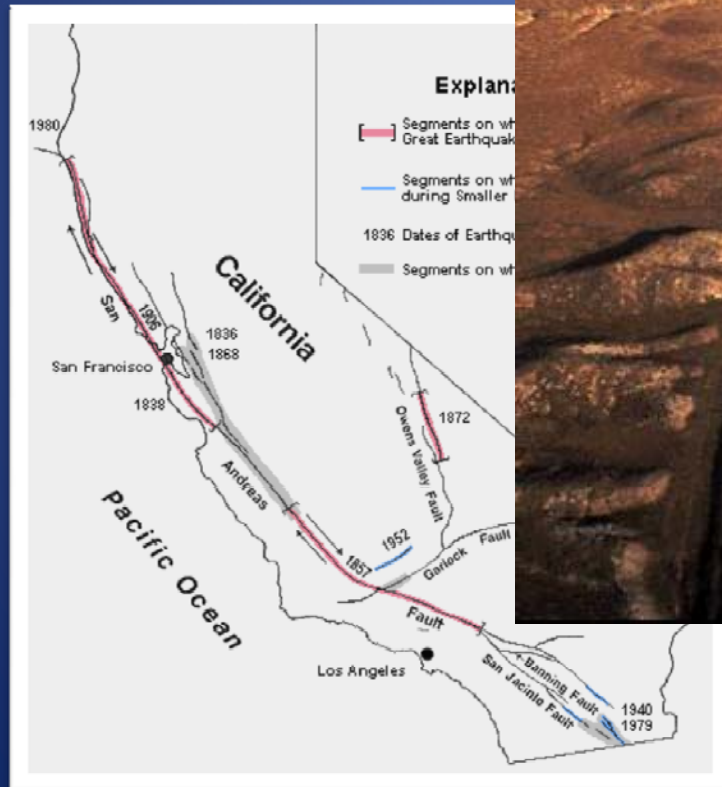 Explana
Segments on wh
Great Earthquak
Segments on wh
during Smaller
1836 Dates of Earthqu
Segments on wh
1980
San
1906
California
1836
1868
San Francisco
1838
Andreas
1872
Owens Valley Fault
Pacific Ocean
1857
1952
Garlock Fault
Fault
Los Angeles
Banning Fault
San Jacinto Fault
1940
1979